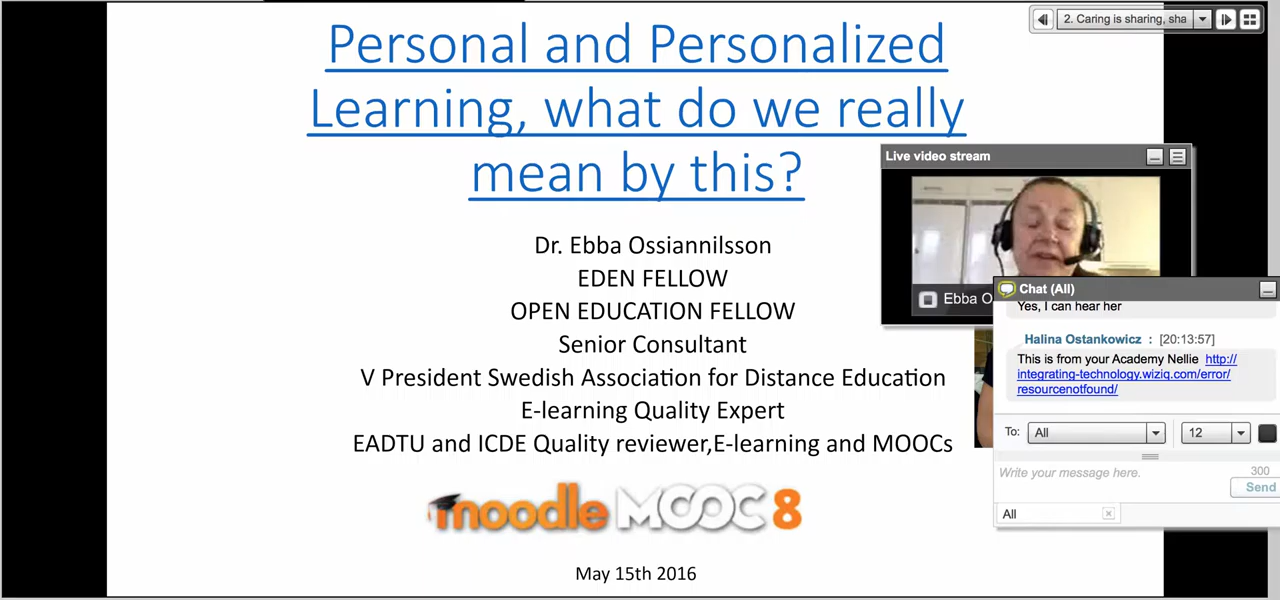 2. Caring is sharing, sha
Personal and Personalized
Learning, what do we really
mean by this?
Dr. Ebba Ossiannilsson
EDEN FELLOW
OPEN EDUCATION FELLOW
Senior Consultant
V President Swedish Association for Distance Education
E-learning Quality Expert
EADTU and ICDE Quality reviewer,E-learning and MOOCs
moodle MOOC 8
May 15th 2016
Live video stream
Ebba O
Chat (All)
Yes, I can hear her
Halina Ostankowicz : [20:13:57]
This is from your Academy Nellie http://
integrating-technology.wiziq.com/error/
resourcenotfound/
To: All 12
Write your message here. 300
Send
All